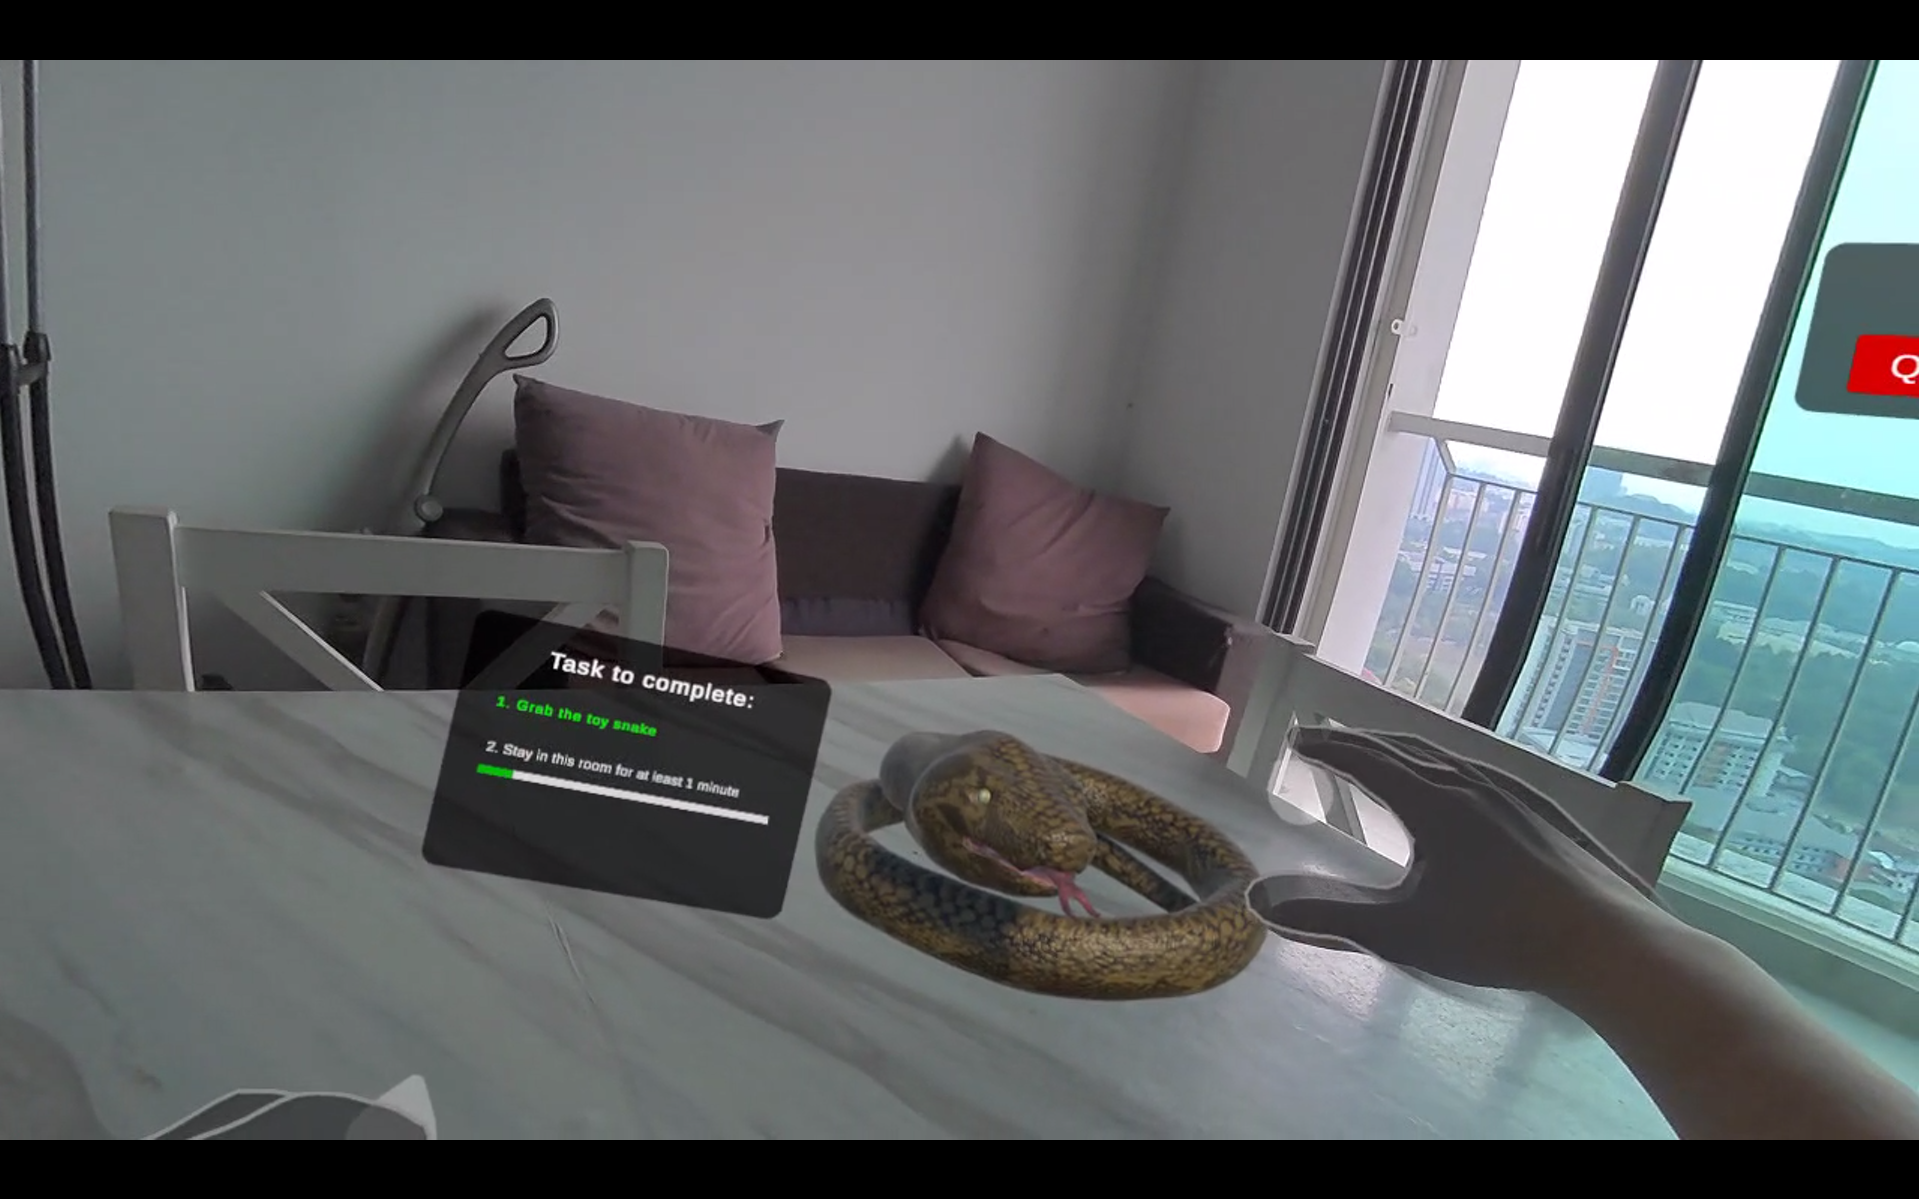 Task to complete:
1. Grab the toy snake
2. Stay in this room for at least 1 minute
Q